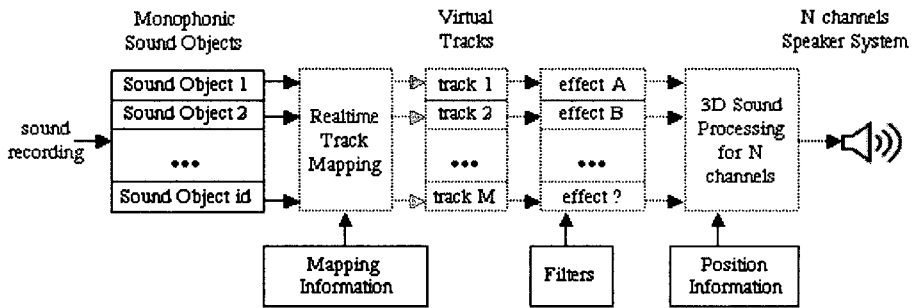 Monophonic
Sound Objects
Virtual
Tracks
N channels
Speaker System
sound
recording
Sound Object 1
Sound Object 2
•••
Sound Object id
Realtime
Track
Mapping
track 1
track 2
•••
track M
effect A
effect B
•••
effect ?
3D Sound
Processing
for N
channels
Mapping
Information
Filters
Position
Information